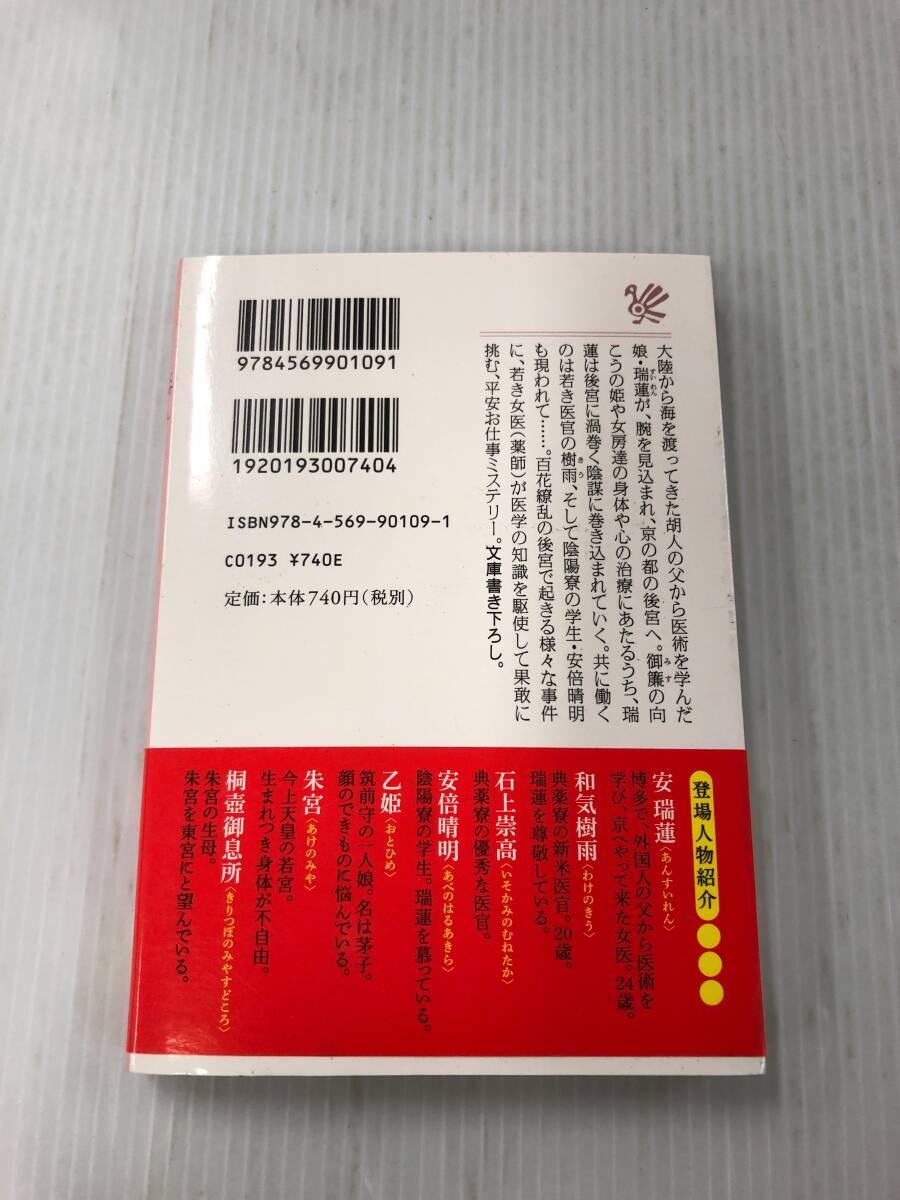 9784569901091
1920193007404
ISBN978-4-569-90109-1
C0193 ¥740E
定価:本体740円(税別)
大陸から海を渡ってきた胡人の父から医術を学んだ
娘・瑞蓮が、腕を見込まれ、京の都の後宮へ。御簾の向
こうの姫や女房達の身体や心の治療にあたるうち、瑞
蓮は後宮に渦巻く陰謀に巻き込まれていく。共に働く
のは若き医官の樹雨、そして陰陽寮の学生・安倍晴明
も現われて……。百花繚乱の後宮で起きる様々な事件
に、若き女医(薬師)が医学の知識を駆使して果敢に
挑む、平安お仕事ミステリー。文庫書き下ろし。
すいれん
みす
きう
登場人物紹介
安 瑞蓮〈あんすいれん〉
博多で、外国人の父から医術を
学び、京へやって来た女医。24歳。
和気樹雨〈わけのきう〉
典薬寮の新米医官。20歳。
瑞蓮を尊敬している。
石上崇高〈いそかみのむねたか〉
典薬寮の優秀な医官。
安倍晴明〈あべのはるあきら〉
陰陽寮の学生。瑞蓮を慕っている。
乙姫〈おとひめ〉
筑前守の一人娘。名は茅子。
顔のできものに悩んでいる。
朱宮〈あけのみや〉
今上天皇の若宮。
生まれつき身体が不自由。
桐壺御息所〈きりつぼのみやすどころ〉
朱宮の生母。
朱宮を東宮にと望んでいる。